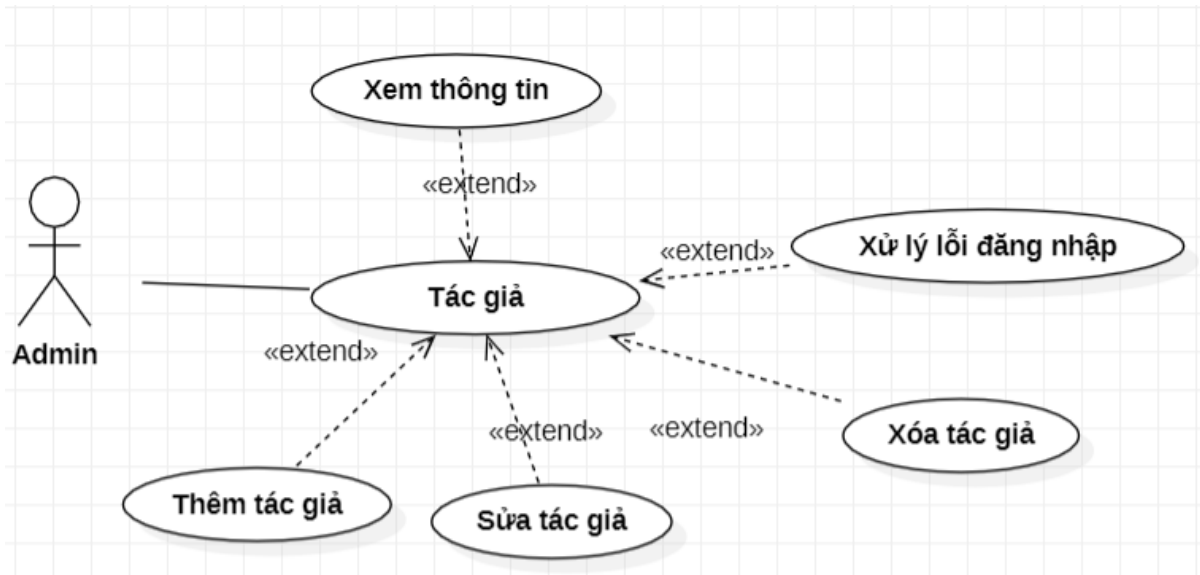 Xem thông tin
«extend»
Xử lý lỗi đăng nhập
«extend»
Tác giả
Admin
«extend»
«extend»
«extend»
Xóa tác giả
Thêm tác giả
Sửa tác giả